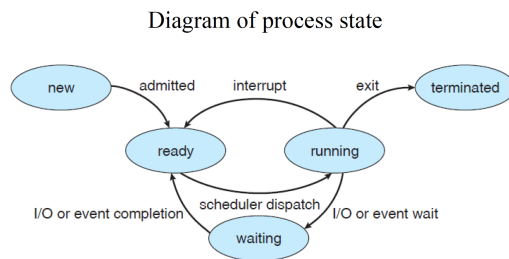 Diagram of process state
admitted interrupt exit
new terminated
ready running
scheduler dispatch
I/O or event completion I/O or event wait
waiting